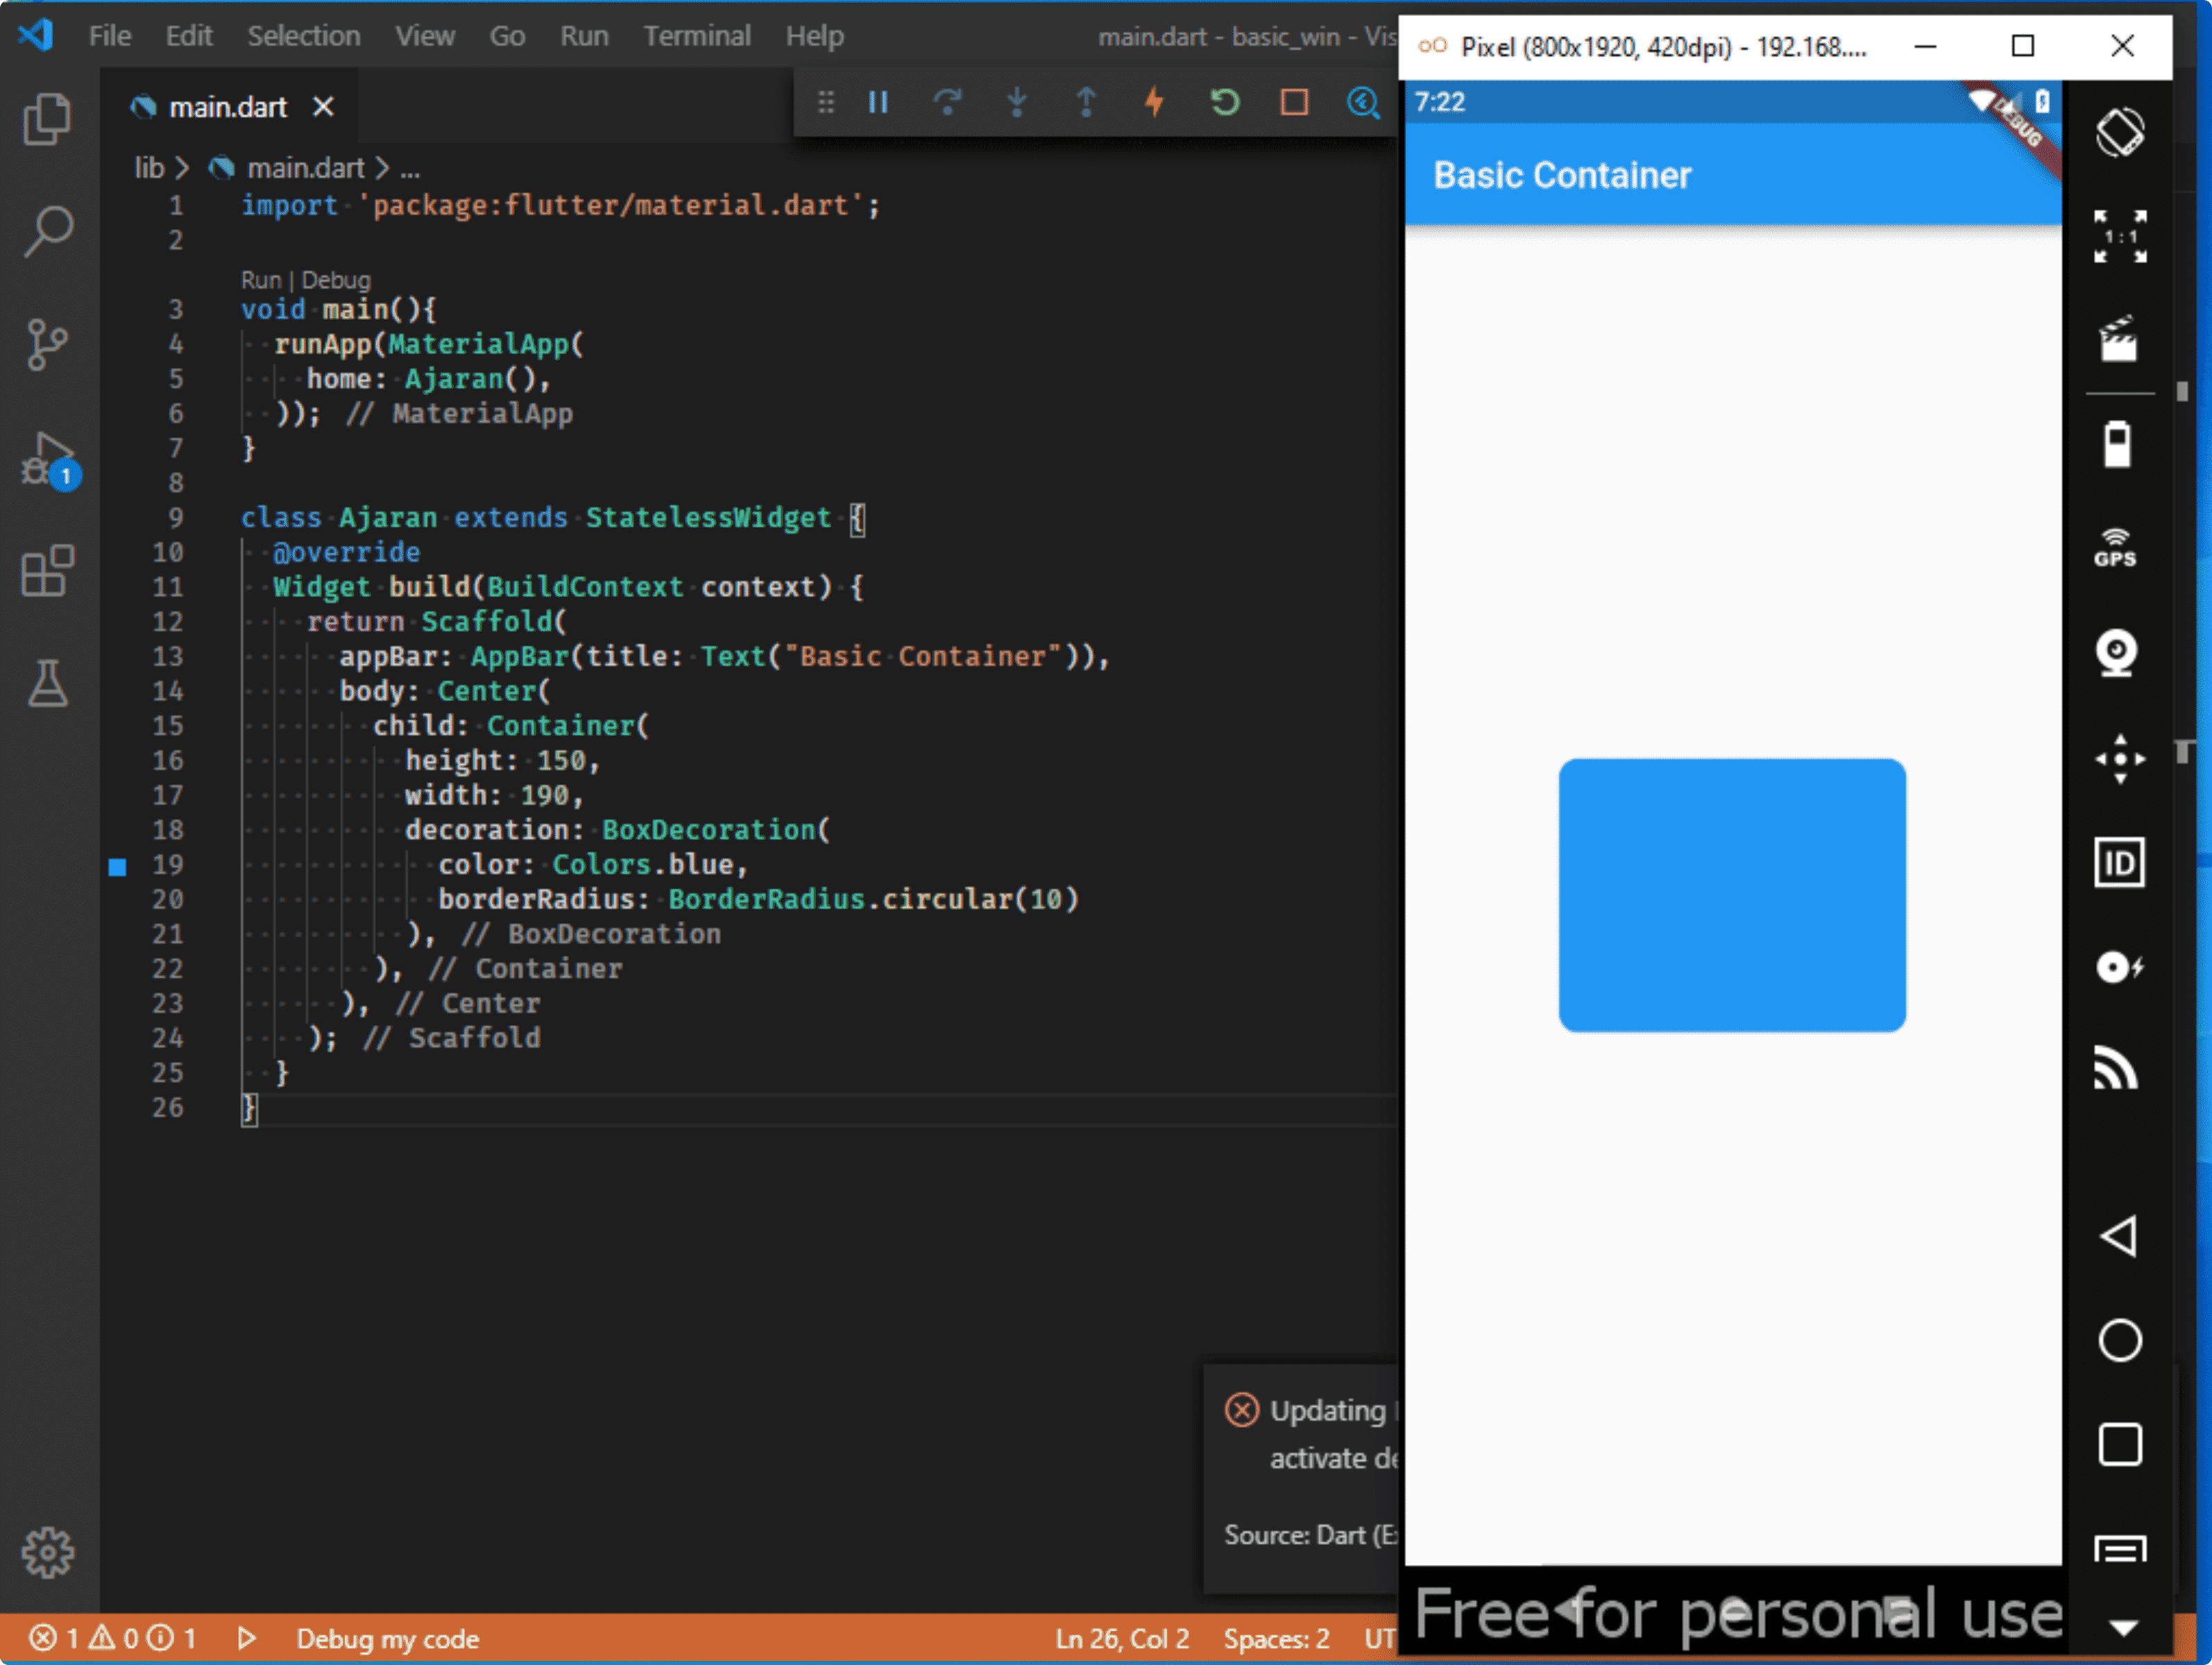 File Edit Selection View Go Run Terminal Help main.dart - basic_win - Vis
main.dart
lib > main.dart > ...
1 import 'package:flutter/material.dart';
2
Run | Debug
3 void main(){
4 runApp(MaterialApp(
5 home: Ajaran(),
6 )); // MaterialApp
7 }
8
9 class Ajaran extends StatelessWidget {
10 @override
11 Widget build(BuildContext context) {
12 return Scaffold(
13 appBar: AppBar(title: Text("Basic Container")),
14 body: Center(
15 child: Container(
16 height: 150,
17 width: 190,
18 decoration: BoxDecoration(
19 color: Colors.blue,
20 borderRadius: BorderRadius.circular(10)
21 ), // BoxDecoration
22 ), // Container
23 ), // Center
24 ); // Scaffold
25 }
26 }
1
Updating
activate de
Source: Dart (E
1 0 1 Debug my code Ln 26, Col 2 Spaces: 2 UT
Pixel (800x1920, 420dpi) - 192.168....
7:22
DEBUG
Basic Container
1:1
GPS
ID
Free for personal use